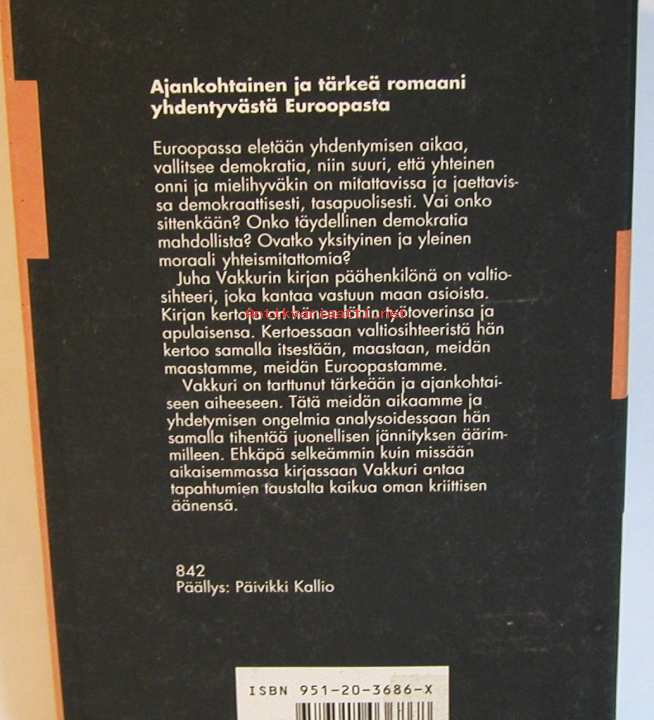 Ajankohtainen ja tärkeä romaani
yhdentyvästä Euroopasta
Euroopassa eletään yhdentymisen aikaa,
vallitsee demokratia, niin suuri, että yhteinen
onni ja mielihyväkin on mitattavissa ja jaettavis-
sa demokraattisesti, tasapuolisesti. Vai onko
sittenkään? Onko täydellinen demokratia
mahdollista? Ovatko yksityinen ja yleinen
moraali yhteismitattomia?
Juha Vakkurin kirjan päähenkilönä on valtio-
sihteeri, joka kantaa vastuun maan asioista.
Kirjan kertoja on hänen lähin työtoverinsa ja
apulaisensa. Kertoessaan valtiosihteeristä hän
kertoo samalla itsestään, maastaan, meidän
maastamme, meidän Euroopastamme.
Vakkuri on tarttunut tärkeään ja ajankohtai-
seen aiheeseen. Tätä meidän aikaamme ja
yhdetymisen ongelmia analysoidessaan hän
samalla tihentää juonellisen jännityksen äärim-
milleen. Ehkäpä selkeämmin kuin missään
aikaisemmassa kirjassaan Vakkuri antaa
tapahtumien taustalta kaikua oman kriittisen
äänensä.
842
Päällys: Päivikki Kallio
ISBN 951-20-3686-X